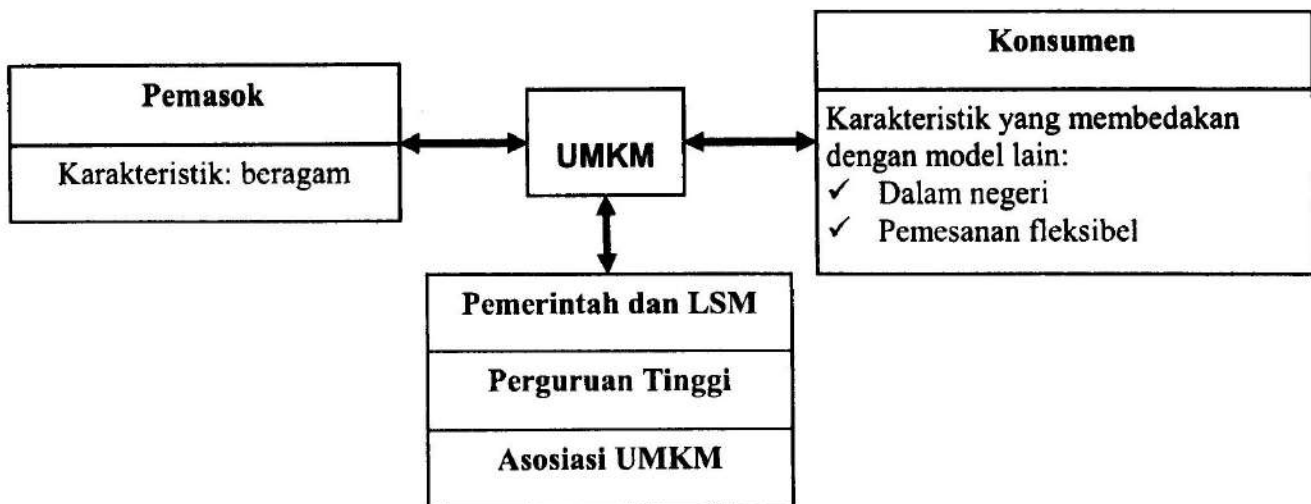 Pemasok
Karakteristik: beragam
UMKM
Konsumen
Karakteristik yang membedakan
dengan model lain:
✓ Dalam negeri
✓ Pemesanan fleksibel
Pemerintah dan LSM
Perguruan Tinggi
Asosiasi UMKM